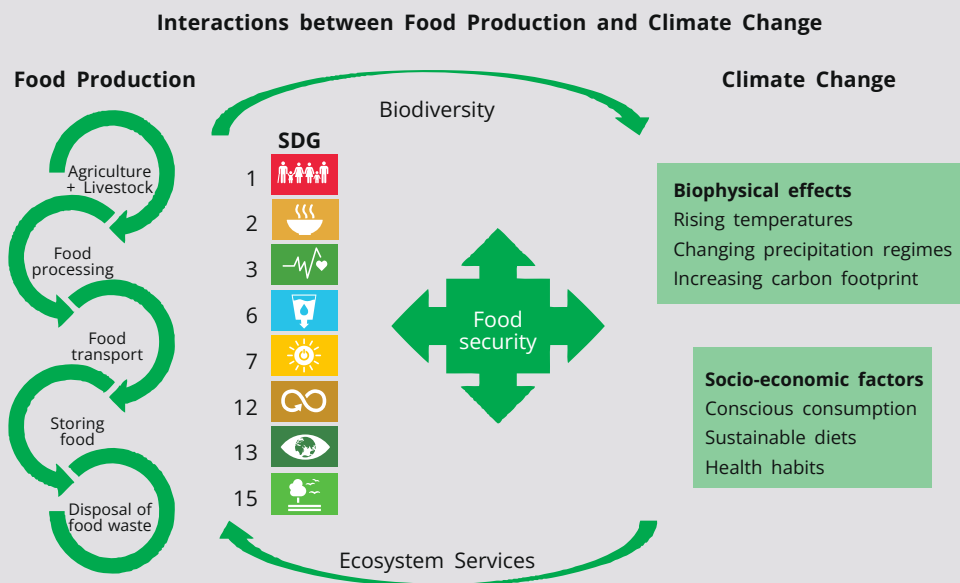 Interactions between Food Production and Climate Change
Food Production
Agriculture
+ Livestock
Food
processing
Food
transport
Storing
food
Disposal of
food waste
Biodiversity
SDG
1
2
3
6
7
12
13
15
Food
security
Ecosystem Services
Climate Change
Biophysical effects
Rising temperatures
Changing precipitation regimes
Increasing carbon footprint
Socio-economic factors
Conscious consumption
Sustainable diets
Health habits